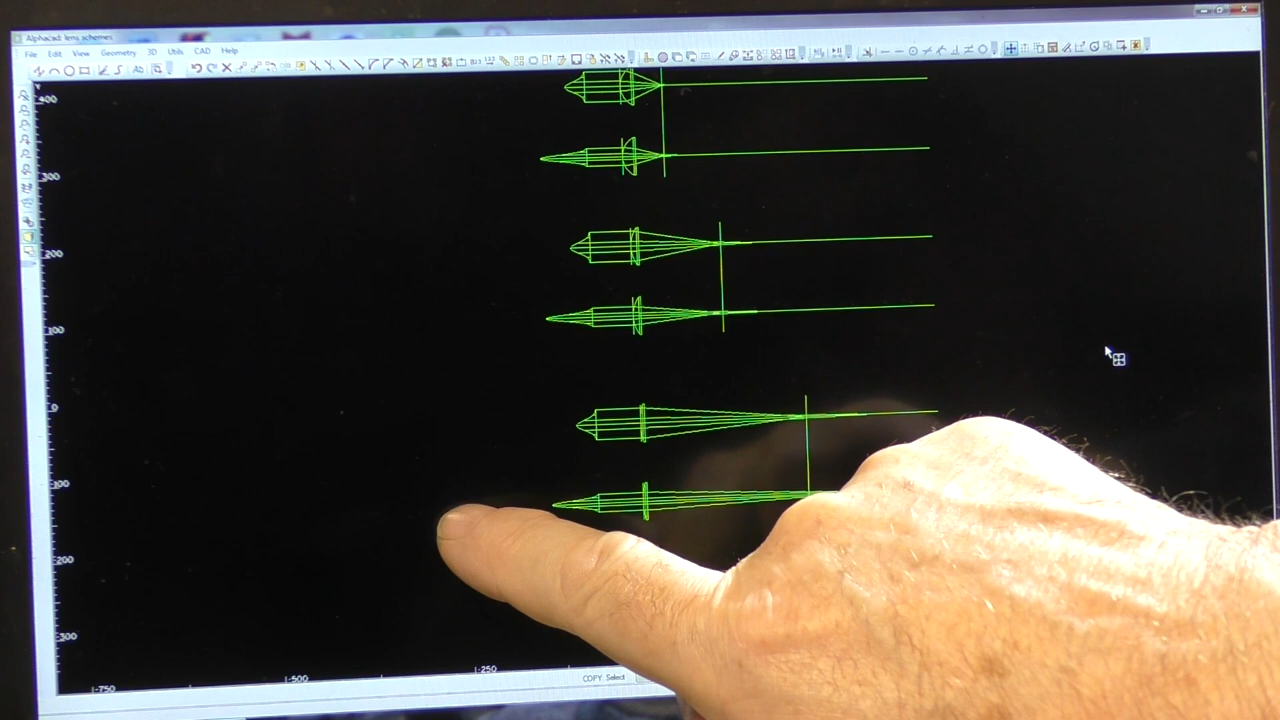 Alphacad: lens schemes
File Edit View Geometry 3D Utils CAD Help
400
300
200
100
0
-100
-200
-300
-750 -500 -250
COPY. Select